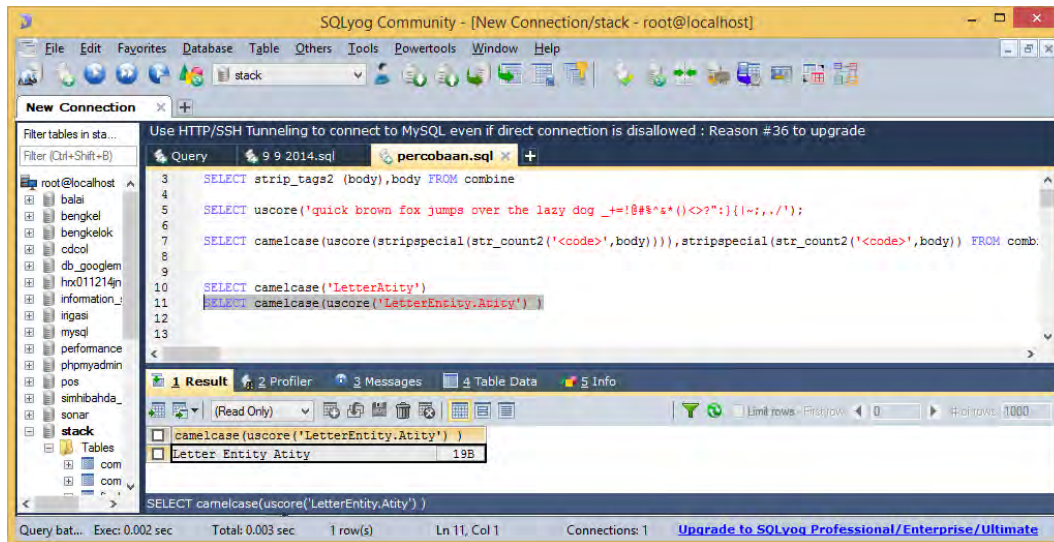 SQLyog Community - [New Connection/stack - root@localhost]
File Edit Favorites Database Table Others Tools Powertools Window Help
stack
New Connection
Filter tables in sta...
Filter (Ctrl+Shift+B)
root@localhost
balai
bengkel
bengkelok
cdcol
db_googlem
hrx011214jn
information_s
irigasi
mysql
performance
phpmyadmin
pos
simhibahda_
sonar
stack
Tables
com
com
Use HTTP/SSH Tunneling to connect to MySQL even if direct connection is disallowed : Reason #36 to upgrade
Query 9 9 2014.sql percobaan.sql
3 SELECT strip_tags2 (body),body FROM combine
4
5 SELECT uscore('quick brown fox jumps over the lazy dog _+=!@#%^&*()<>?":}{|~;,./');
6
7 SELECT camelcase(uscore(stripspecial(str_count2('<code>',body)))),stripspecial(str_count2('<code>',body)) FROM comb
8
9
10 SELECT camelcase('LetterAtity')
11 SELECT camelcase(uscore('LetterEntity.Atity') )
12
13
1 Result 2 Profiler 3 Messages 4 Table Data 5 Info
(Read Only) Limit rows First row 0 # of rows 1000
camelcase(uscore('LetterEntity.Atity') )
Letter Entity Atity 19B
SELECT camelcase(uscore('LetterEntity.Atity') )
Query bat... Exec: 0.002 sec Total: 0.003 sec 1 row(s) Ln 11, Col 1 Connections: 1 Upgrade to SQLyog Professional/Enterprise/Ultimate